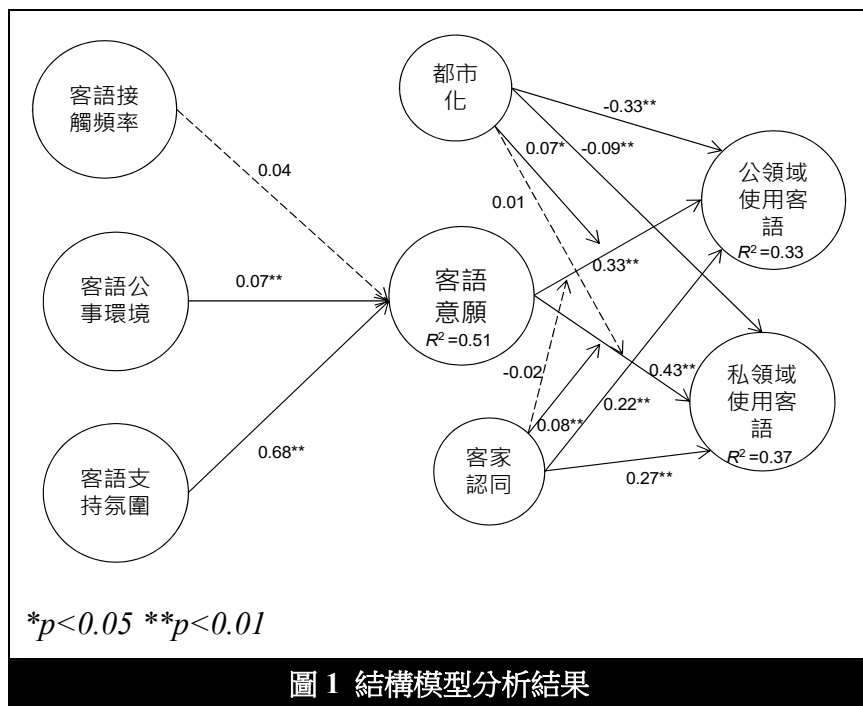 客語接
觸頻率
客語公
事環境
客語支
持氛圍
0.04
0.07**
0.68**
客語
意願
R²=0.51
都市
化
客家
認同
-0.33**
0.07*
-0.09**
0.01
0.33**
-0.02
0.43**
0.22**
0.08**
0.27**
公領域
使用客
語
R²=0.33
私領域
使用客
語
R²=0.37
*p<0.05 **p<0.01
圖 1 結構模型分析結果